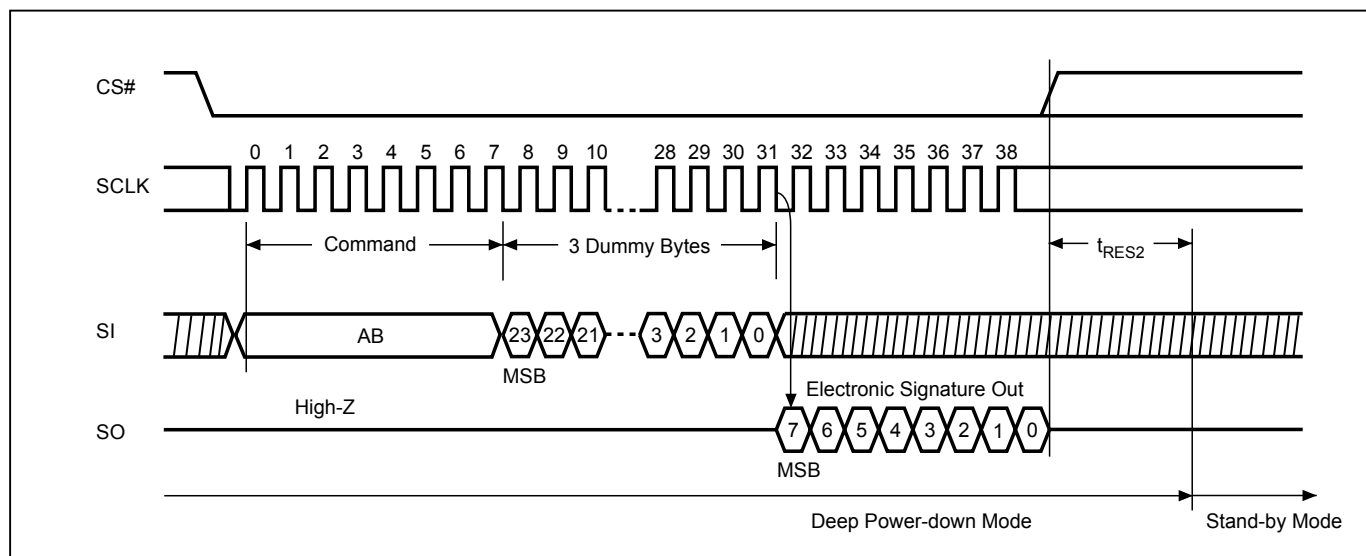 CS#
0 1 2 3 4 5 6 7 8 9 10 28 29 30 31 32 33 34 35 36 37 38
SCLK
Command
3 Dummy Bytes
tRES2
SI
AB
23 22 21 3 2 1 0
MSB
High-Z
Electronic Signature Out
SO
7 6 5 4 3 2 1 0
MSB
Deep Power-down Mode
Stand-by Mode